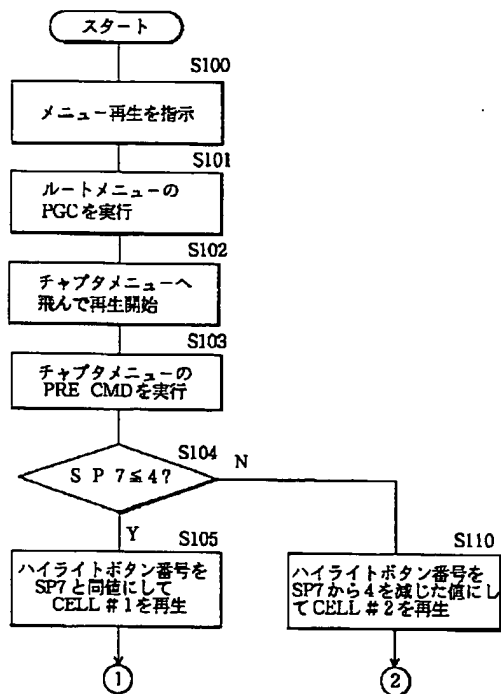 スタート
S100
メニュー再生を指示
S101
ルートメニューの
PGCを実行
S102
チャプタメニューへ
飛んで再生開始
S103
チャプタメニューの
PRE CMDを実行
S104
SP7≦4?
N
Y
S105
ハイライトボタン番号を
SP7と同値にして
CELL #1を再生
S110
ハイライトボタン番号を
SP7から4を減じた値にし
てCELL #2を再生
1
2